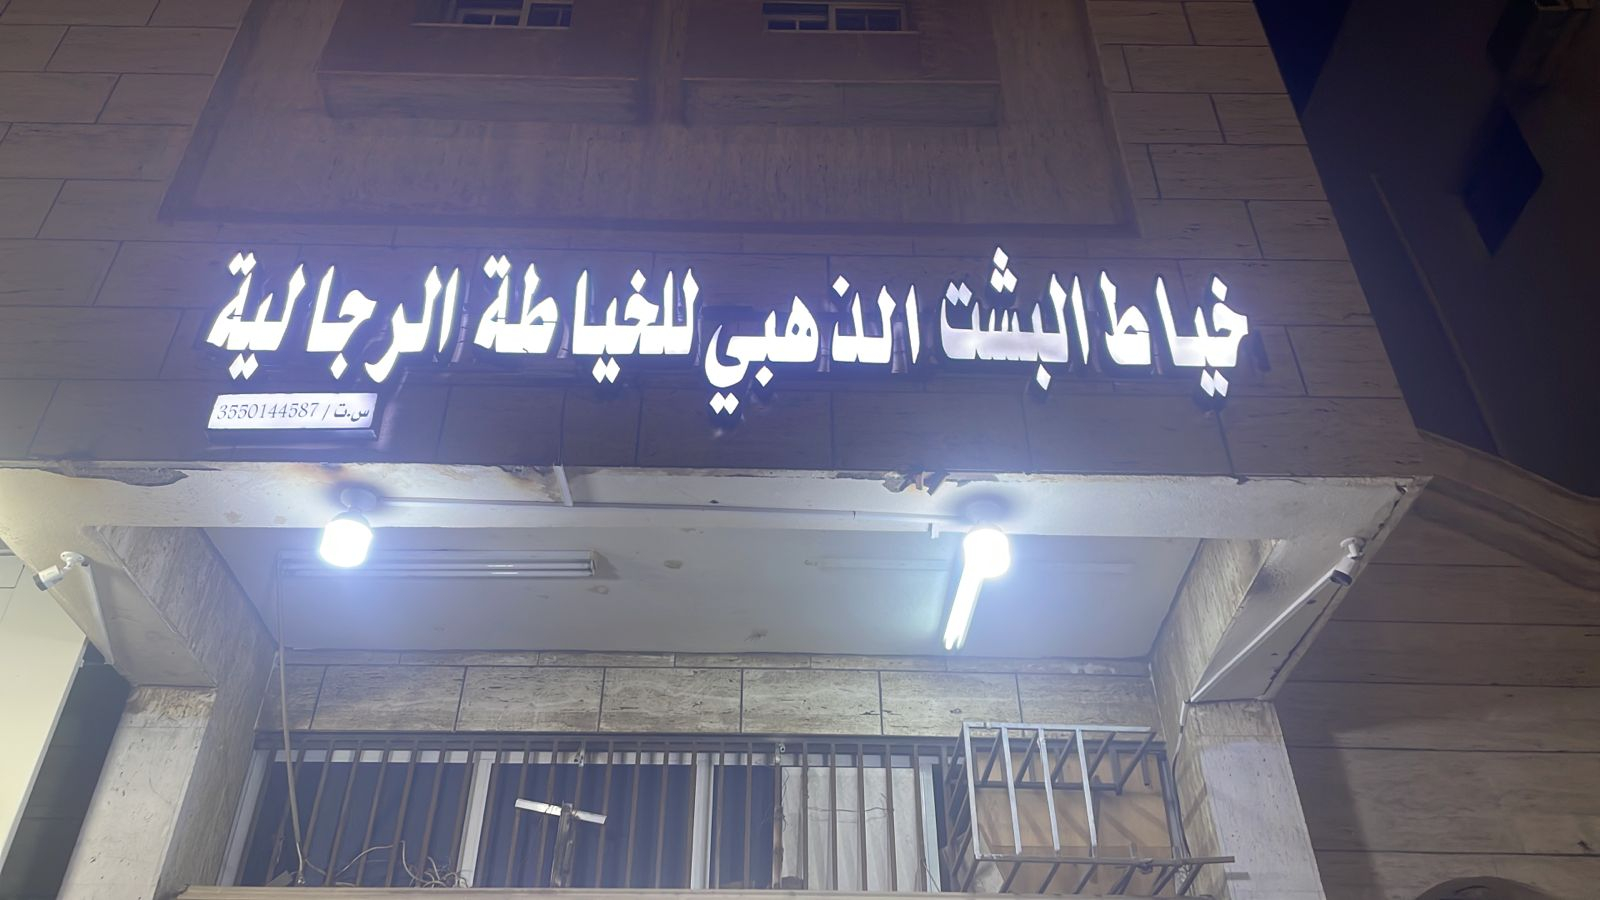 خياط البشت الذهبي للخياطة الرجالية
س.ت / 3550144587